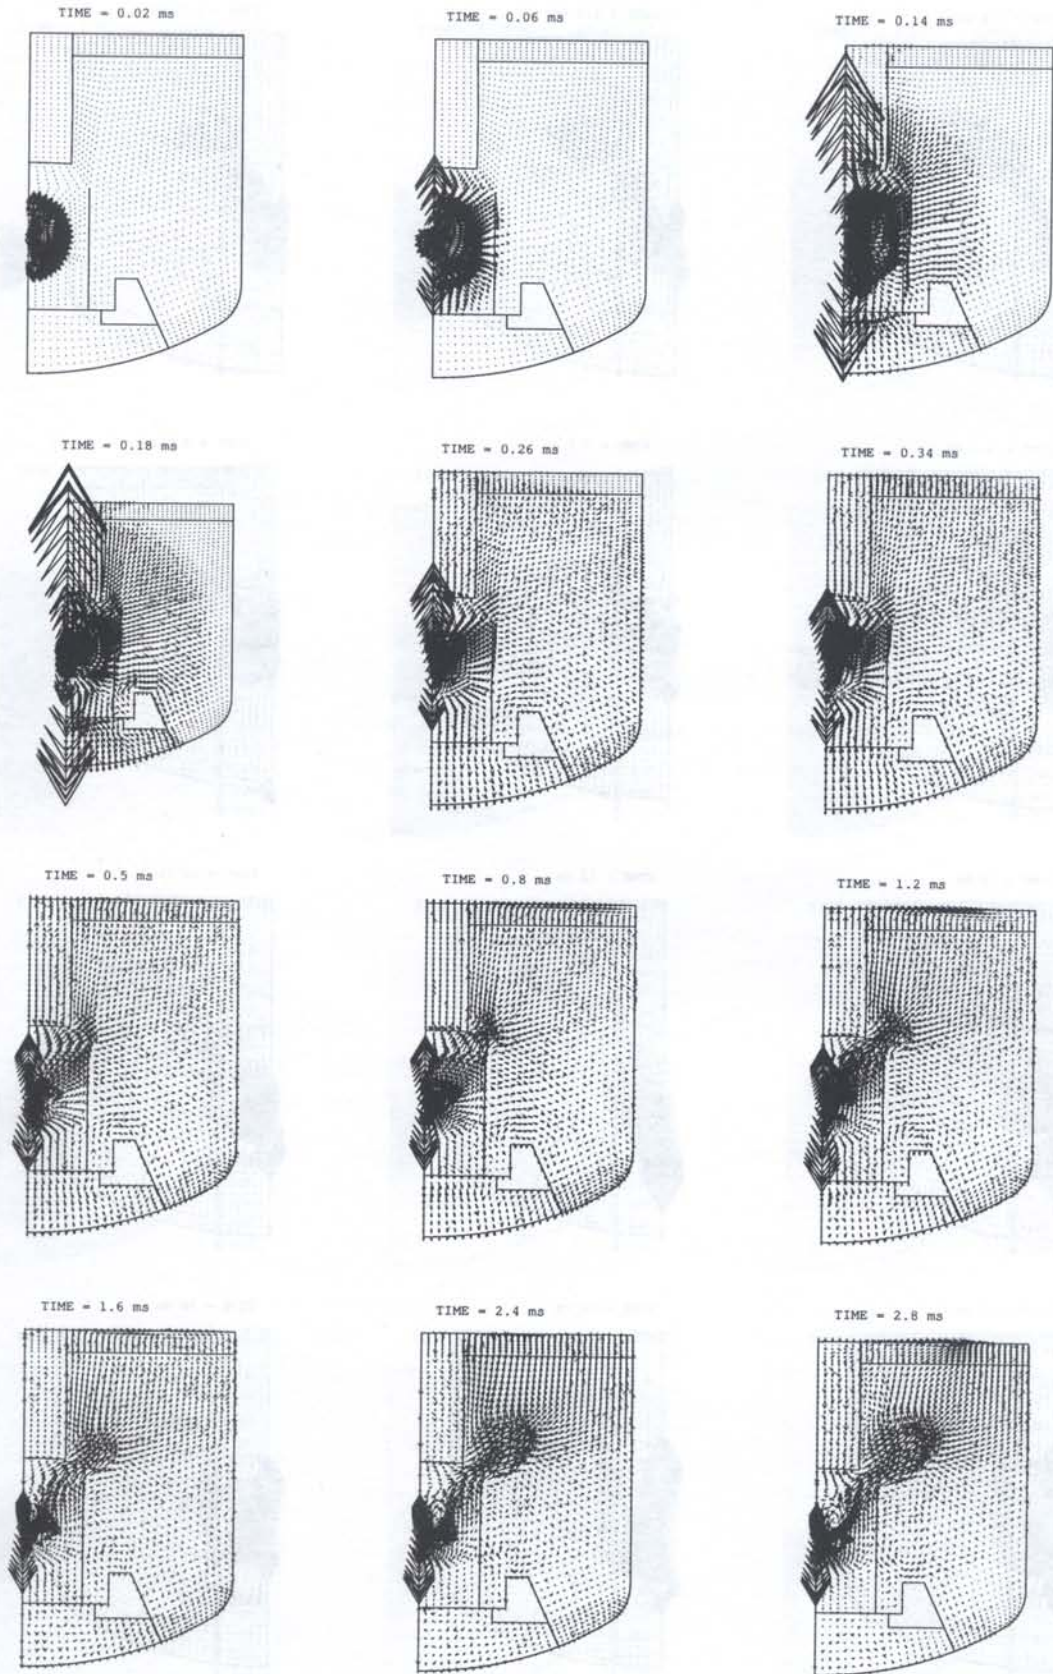 TIME = 0.02 ms
TIME = 0.06 ms
TIME = 0.14 ms
TIME = 0.18 ms
TIME = 0.26 ms
TIME = 0.34 ms
TIME = 0.5 ms
TIME = 0.8 ms
TIME = 1.2 ms
TIME = 1.6 ms
TIME = 2.4 ms
TIME = 2.8 ms